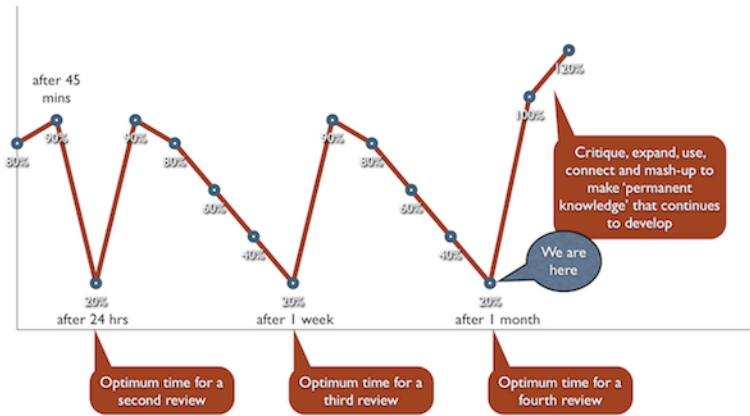 after 45
mins
80%
90%
20%
after 24 hrs
90%
80%
60%
40%
20%
after 1 week
90%
80%
60%
40%
20%
after 1 month
100%
120%
Critique, expand, use,
connect and mash-up to
make 'permanent
knowledge' that continues
to develop
We are
here
Optimum time for a
second review
Optimum time for a
third review
Optimum time for a
fourth review